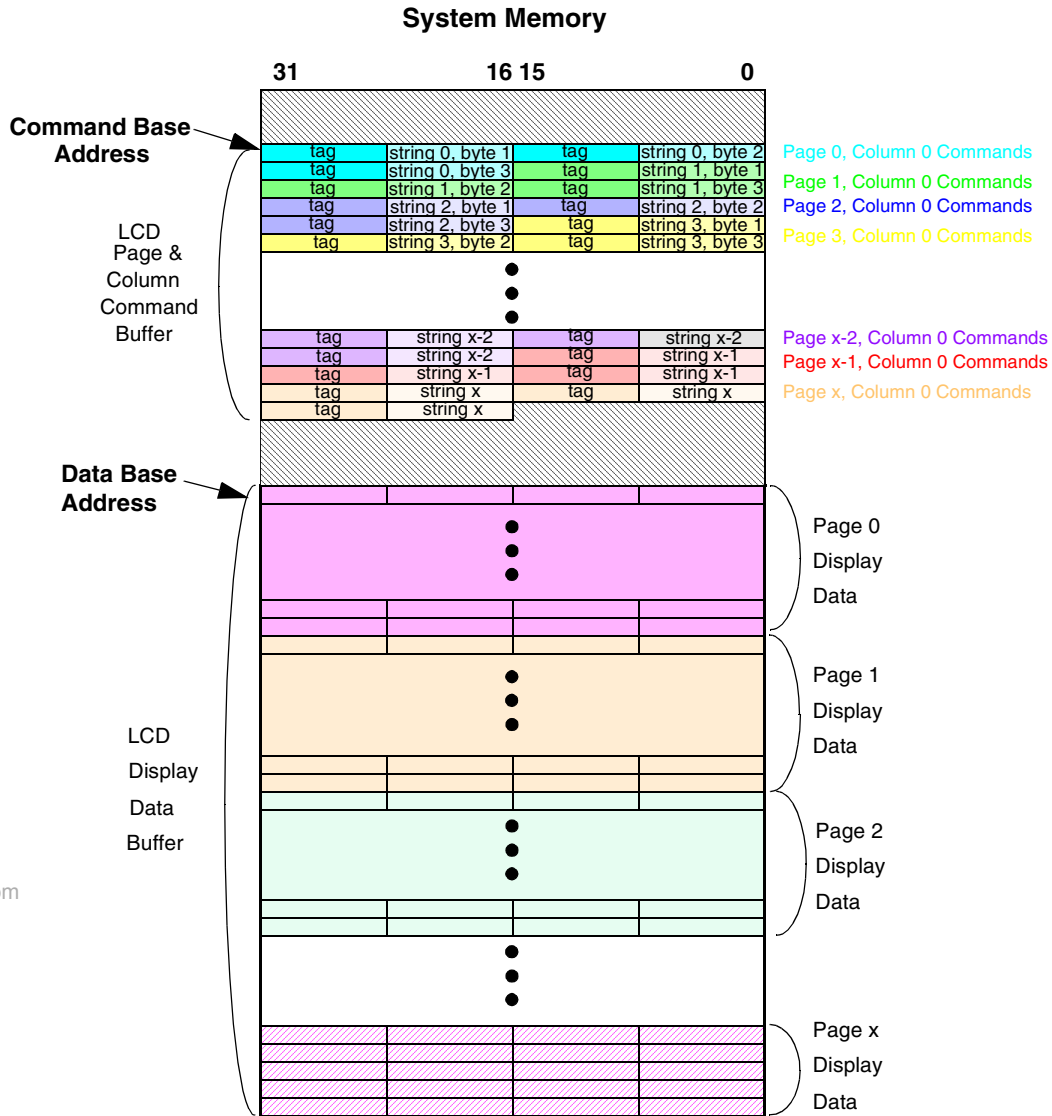 System Memory
31 16 15 0
Command Base
Address
tag string 0, byte 1 tag string 0, byte 2
tag string 0, byte 3 tag string 1, byte 1
tag string 1, byte 2 tag string 1, byte 3
tag string 2, byte 1 tag string 2, byte 2
tag string 2, byte 3 tag string 3, byte 1
tag string 3, byte 2 tag string 3, byte 3
Page 0, Column 0 Commands
Page 1, Column 0 Commands
Page 2, Column 0 Commands
Page 3, Column 0 Commands
LCD
Page &
Column
Command
Buffer
tag string x-2 tag string x-2
tag string x-2 tag string x-1
tag string x-1 tag string x-1
tag string x tag string x
tag string x
Page x-2, Column 0 Commands
Page x-1, Column 0 Commands
Page x, Column 0 Commands
Data Base
Address
Page 0
Display
Data
Page 1
Display
Data
LCD
Display
Data
Buffer
Page 2
Display
Data
om
Page x
Display
Data